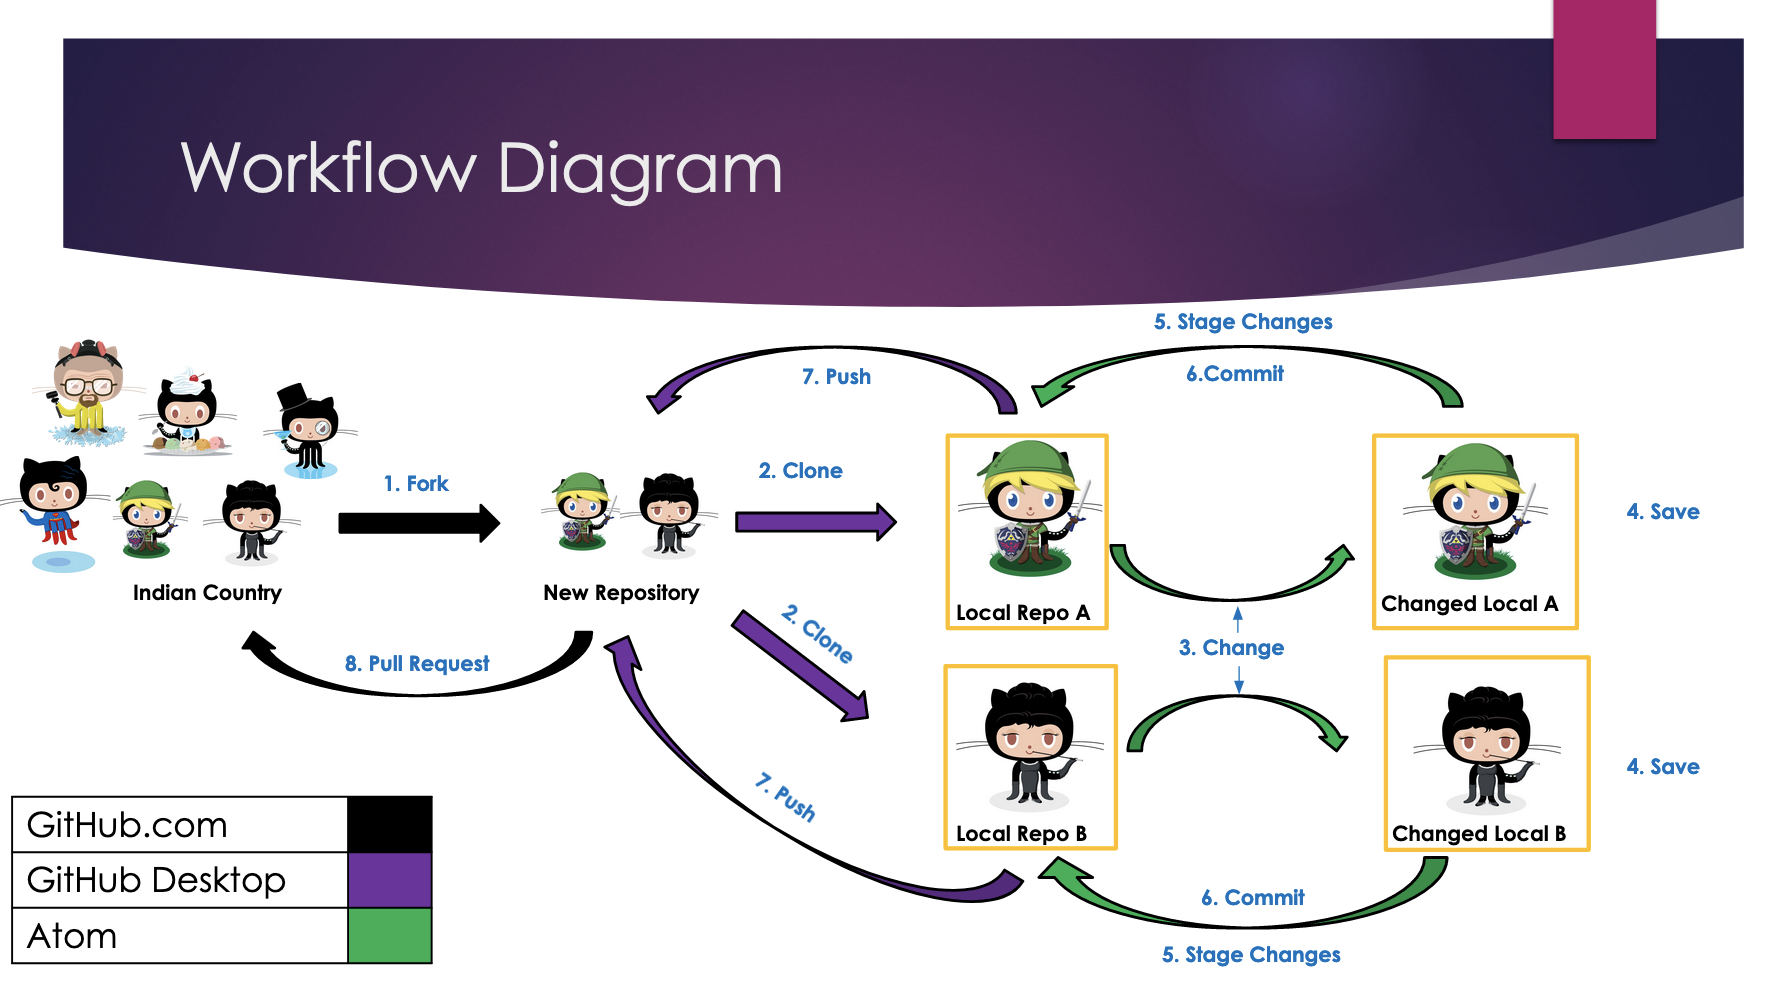 Workflow Diagram
5. Stage Changes
7. Push
6.Commit
1. Fork
2. Clone
4. Save
Indian Country
New Repository
Local Repo A
Changed Local A
2. Clone
3. Change
8. Pull Request
4. Save
7. Push
Local Repo B
Changed Local B
6. Commit
5. Stage Changes
GitHub.com
GitHub Desktop
Atom